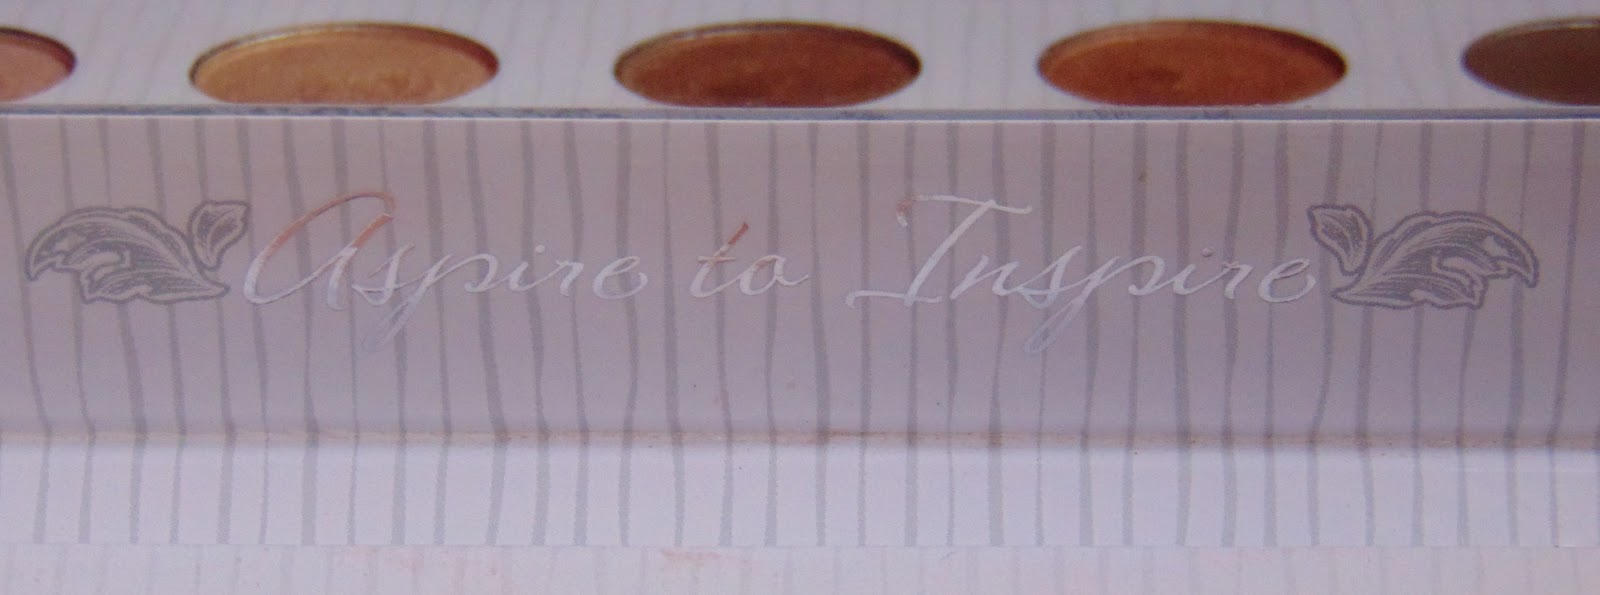 Aspire to Inspire